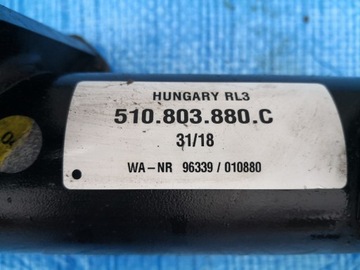 HUNGARY RL3
510.803.880.C
31/18
WA-NR 96339 / 010880